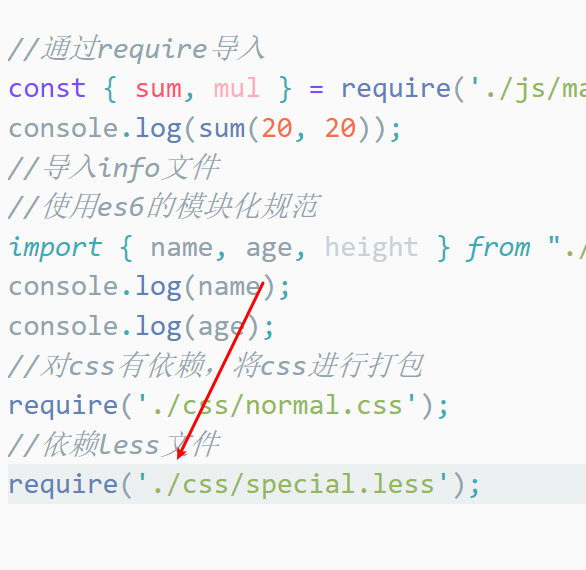 //通过require导入
const { sum, mul } = require('./js/ma
console.log(sum(20, 20));
//导入info文件
//使用es6的模块化规范
import { name, age, height } from "./
console.log(name);
console.log(age);
//对css有依赖，将css进行打包
require('./css/normal.css');
//依赖less文件
require('./css/special.less');